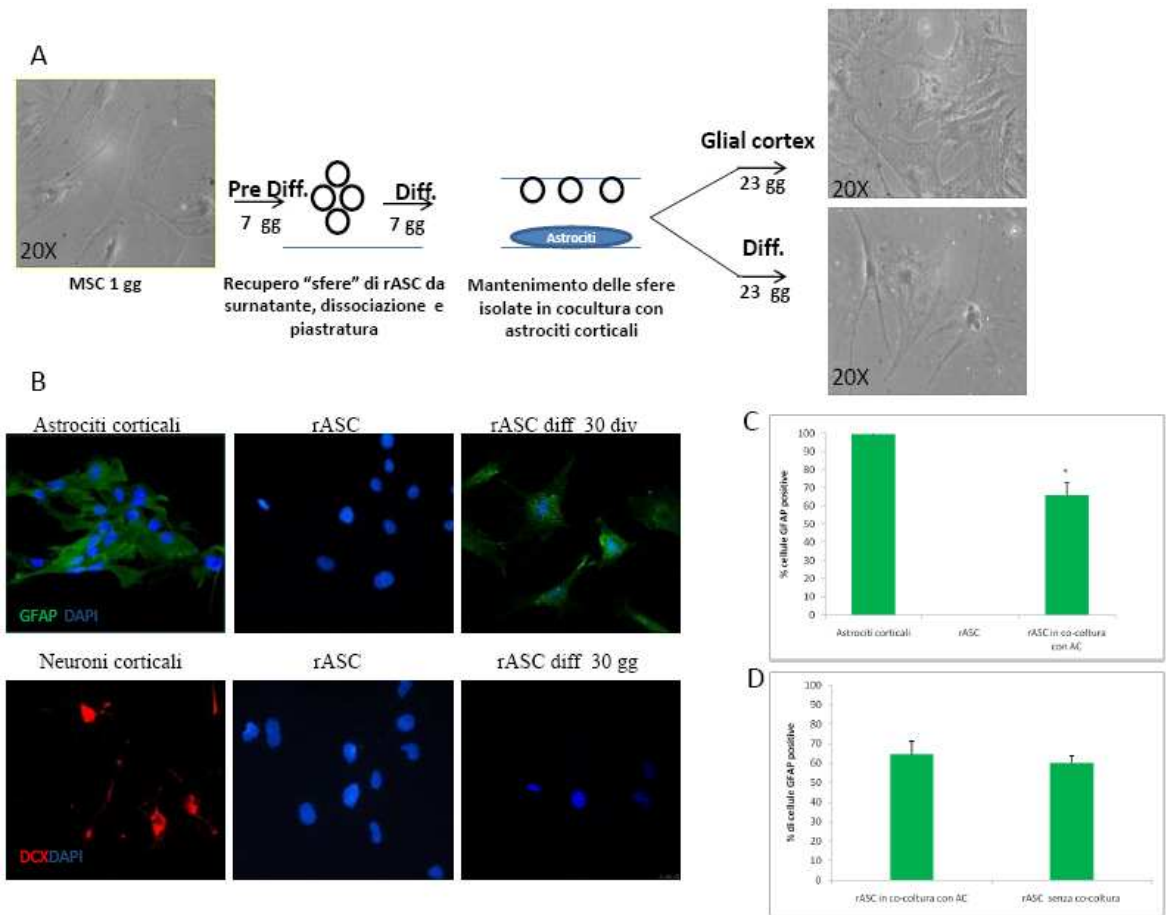 A
20X
MSC 1 gg
Pre Diff.
7 gg
Recupero “sfere” di rASC da
surnatante, dissociazione e
piastratura
Diff.
7 gg
Astrociti
Mantenimento delle sfere
isolate in cocultura con
astrociti corticali
Glial cortex
23 gg
20X
Diff.
23 gg
20X
B
Astrociti corticali
rASC
rASC diff 30 div
GFAP DAPI
Neuroni corticali
rASC
rASC diff 30 gg
DCXDAPI
C
% cellule GFAP positive
100
90
80
70
60
50
40
30
20
10
0
*
Astrociti corticali
rASC
rASC in co-coltura
con AC
D
% di cellule GFAP positive
100
90
80
70
60
50
40
30
20
10
0
rASC in co-coltura con AC
rASC senza co-coltura